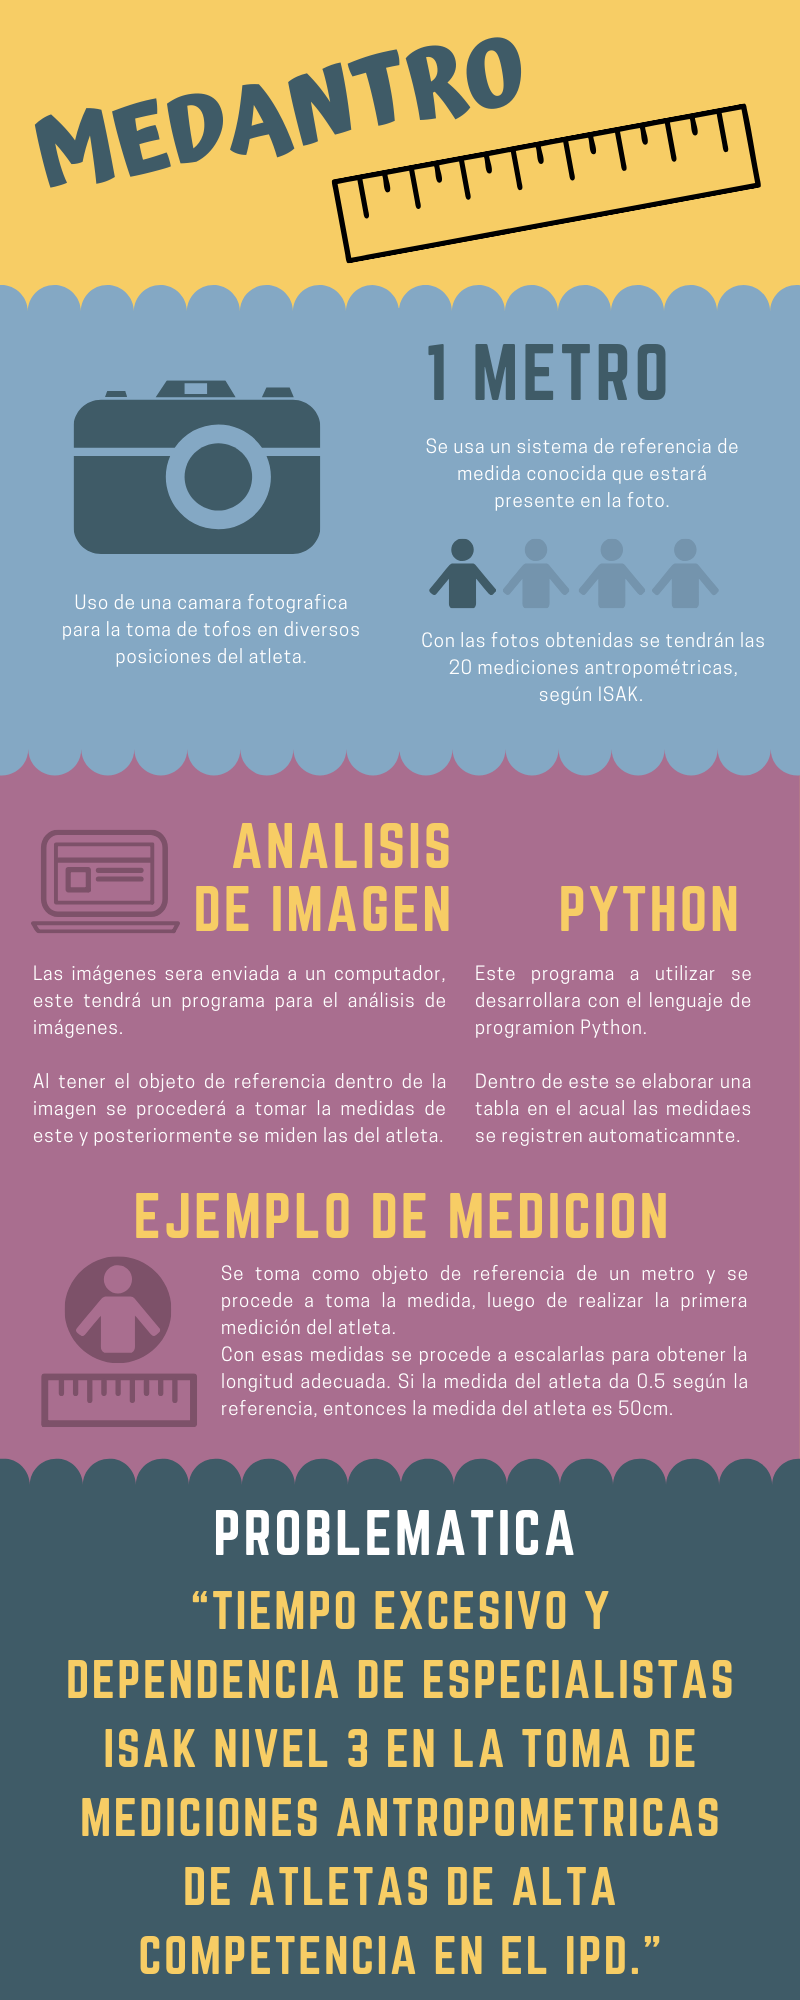 MEDANTRO
1 METRO
Se usa un sistema de referencia de
medida conocida que estará
presente en la foto.
Uso de una camara fotografica
para la toma de tofos en diversos
posiciones del atleta.
Con las fotos obtenidas se tendrán las
20 mediciones antropométricas,
según ISAK.
ANALISIS
DE IMAGEN
Las imágenes sera enviada a un computador,
este tendrá un programa para el análisis de
imágenes.
Al tener el objeto de referencia dentro de la
imagen se procederá a tomar la medidas de
este y posteriormente se miden las del atleta.
PYTHON
Este programa a utilizar se
desarrollara con el lenguaje de
programion Python.
Dentro de este se elaborar una
tabla en el acual las medidaes
se registren automaticamnte.
EJEMPLO DE MEDICION
Se toma como objeto de referencia de un metro y se
procede a toma la medida, luego de realizar la primera
medición del atleta.
Con esas medidas se procede a escalarlas para obtener la
longitud adecuada. Si la medida del atleta da 0.5 según la
referencia, entonces la medida del atleta es 50cm.
PROBLEMATICA
“TIEMPO EXCESIVO Y
DEPENDENCIA DE ESPECIALISTAS
ISAK NIVEL 3 EN LA TOMA DE
MEDICIONES ANTROPOMETRICAS
DE ATLETAS DE ALTA
COMPETENCIA EN EL IPD.”